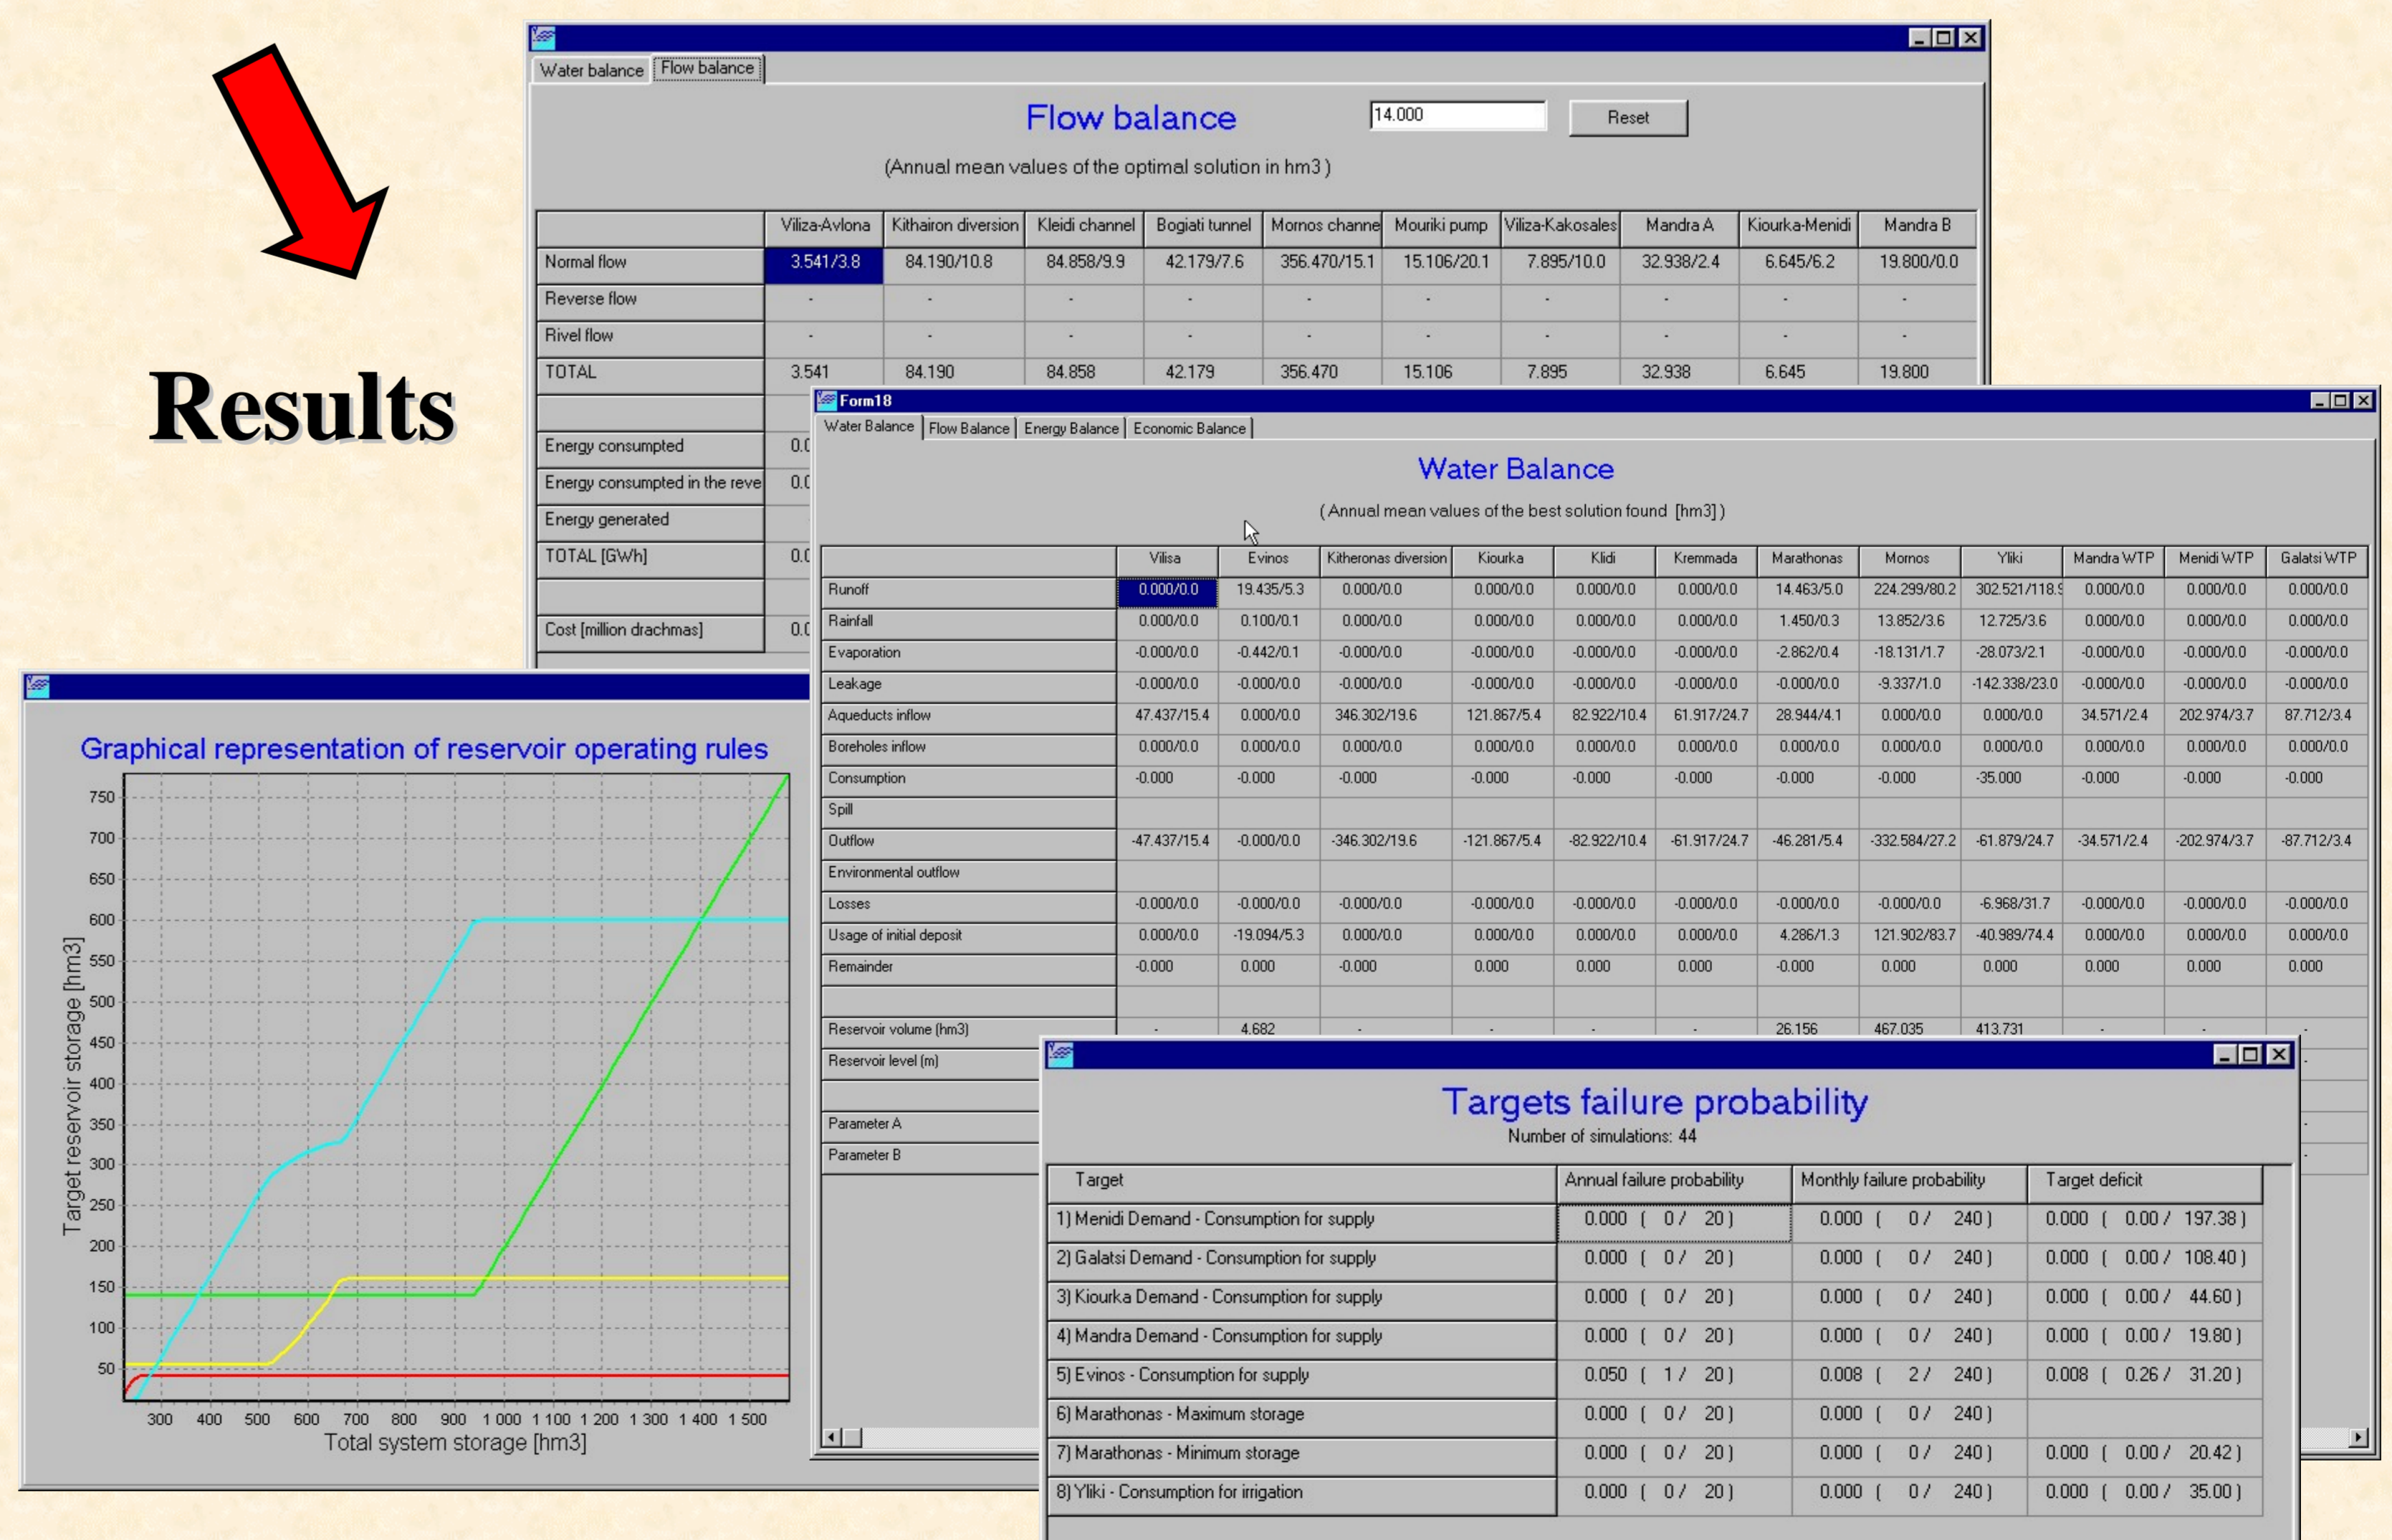 Results
Water balance Flow balance
Flow balance 14.000 Reset
(Annual mean values of the optimal solution in hm3 )
Viliza-Avlona Kithairon diversion Kleidi channel Bogiati tunnel Mornos channe Mouriki pump Viliza-Kakosales Mandra A Kiourka-Menidi Mandra B
Normal flow 3.541/3.8 84.190/10.8 84.858/9.9 42.179/7.6 356.470/15.1 15.106/20.1 7.895/10.0 32.938/2.4 6.645/6.2 19.800/0.0
Reverse flow - - - - - - - - - -
Rivel flow - - - - - - - - - -
TOTAL 3.541 84.190 84.858 42.179 356.470 15.106 7.895 32.938 6.645 19.800
Energy consumpted 0.0
Energy consumpted in the reve 0.0
Energy generated
TOTAL [GWh] 0.0
Cost [million drachmas] 0.0
Form18
Water Balance Flow Balance Energy Balance Economic Balance
Water Balance
( Annual mean values of the best solution found [hm3] )
Vilisa Evinos Kitheronas diversion Kiourka Klidi Kremmada Marathonas Mornos Yliki Mandra WTP Menidi WTP Galatsi WTP
Runoff 0.000/0.0 19.435/5.3 0.000/0.0 0.000/0.0 0.000/0.0 0.000/0.0 14.463/5.0 224.299/80.2 302.521/118.9 0.000/0.0 0.000/0.0 0.000/0.0
Rainfall 0.000/0.0 0.100/0.1 0.000/0.0 0.000/0.0 0.000/0.0 0.000/0.0 1.450/0.3 13.852/3.6 12.725/3.6 0.000/0.0 0.000/0.0 0.000/0.0
Evaporation -0.000/0.0 -0.442/0.1 -0.000/0.0 -0.000/0.0 -0.000/0.0 -0.000/0.0 -2.862/0.4 -18.131/1.7 -28.073/2.1 -0.000/0.0 -0.000/0.0 -0.000/0.0
Leakage -0.000/0.0 -0.000/0.0 -0.000/0.0 -0.000/0.0 -0.000/0.0 -0.000/0.0 -0.000/0.0 -9.337/1.0 -142.338/23.0 -0.000/0.0 -0.000/0.0 -0.000/0.0
Aqueducts inflow 47.437/15.4 0.000/0.0 346.302/19.6 121.867/5.4 82.922/10.4 61.917/24.7 28.944/4.1 0.000/0.0 0.000/0.0 34.571/2.4 202.974/3.7 87.712/3.4
Boreholes inflow 0.000/0.0 0.000/0.0 0.000/0.0 0.000/0.0 0.000/0.0 0.000/0.0 0.000/0.0 0.000/0.0 0.000/0.0 0.000/0.0 0.000/0.0 0.000/0.0
Consumption -0.000 -0.000 -0.000 -0.000 -0.000 -0.000 -0.000 -0.000 -35.000 -0.000 -0.000 -0.000
Spill
Outflow -47.437/15.4 -0.000/0.0 -346.302/19.6 -121.867/5.4 -82.922/10.4 -61.917/24.7 -46.281/5.4 -332.584/27.2 -61.879/24.7 -34.571/2.4 -202.974/3.7 -87.712/3.4
Environmental outflow
Losses -0.000/0.0 -0.000/0.0 -0.000/0.0 -0.000/0.0 -0.000/0.0 -0.000/0.0 -0.000/0.0 -0.000/0.0 -6.968/31.7 -0.000/0.0 -0.000/0.0 -0.000/0.0
Usage of initial deposit 0.000/0.0 -19.094/5.3 0.000/0.0 0.000/0.0 0.000/0.0 0.000/0.0 4.286/1.3 121.902/83.7 -40.989/74.4 0.000/0.0 0.000/0.0 0.000/0.0
Remainder -0.000 0.000 -0.000 0.000 0.000 0.000 -0.000 0.000 0.000 0.000 0.000 0.000
Reservoir volume (hm3) - 4.682 - - - - 26.156 467.035 413.731 - - -
Reservoir level (m) -
Parameter A -
Parameter B -
Graphical representation of reservoir operating rules
750
700
650
600
550
500
450
400
350
300
250
200
150
100
50
Target reservoir storage [hm3]
300 400 500 600 700 800 900 1 000 1 100 1 200 1 300 1 400 1 500
Total system storage [hm3]
Targets failure probability
Number of simulations: 44
Target Annual failure probability Monthly failure probability Target deficit
1) Menidi Demand - Consumption for supply 0.000 ( 0 / 20 ) 0.000 ( 0 / 240 ) 0.000 ( 0.00 / 197.38 )
2) Galatsi Demand - Consumption for supply 0.000 ( 0 / 20 ) 0.000 ( 0 / 240 ) 0.000 ( 0.00 / 108.40 )
3) Kiourka Demand - Consumption for supply 0.000 ( 0 / 20 ) 0.000 ( 0 / 240 ) 0.000 ( 0.00 / 44.60 )
4) Mandra Demand - Consumption for supply 0.000 ( 0 / 20 ) 0.000 ( 0 / 240 ) 0.000 ( 0.00 / 19.80 )
5) Evinos - Consumption for supply 0.050 ( 1 / 20 ) 0.008 ( 2 / 240 ) 0.008 ( 0.26 / 31.20 )
6) Marathonas - Maximum storage 0.000 ( 0 / 20 ) 0.000 ( 0 / 240 )
7) Marathonas - Minimum storage 0.000 ( 0 / 20 ) 0.000 ( 0 / 240 ) 0.000 ( 0.00 / 20.42 )
8) Yliki - Consumption for irrigation 0.000 ( 0 / 20 ) 0.000 ( 0 / 240 ) 0.000 ( 0.00 / 35.00 )